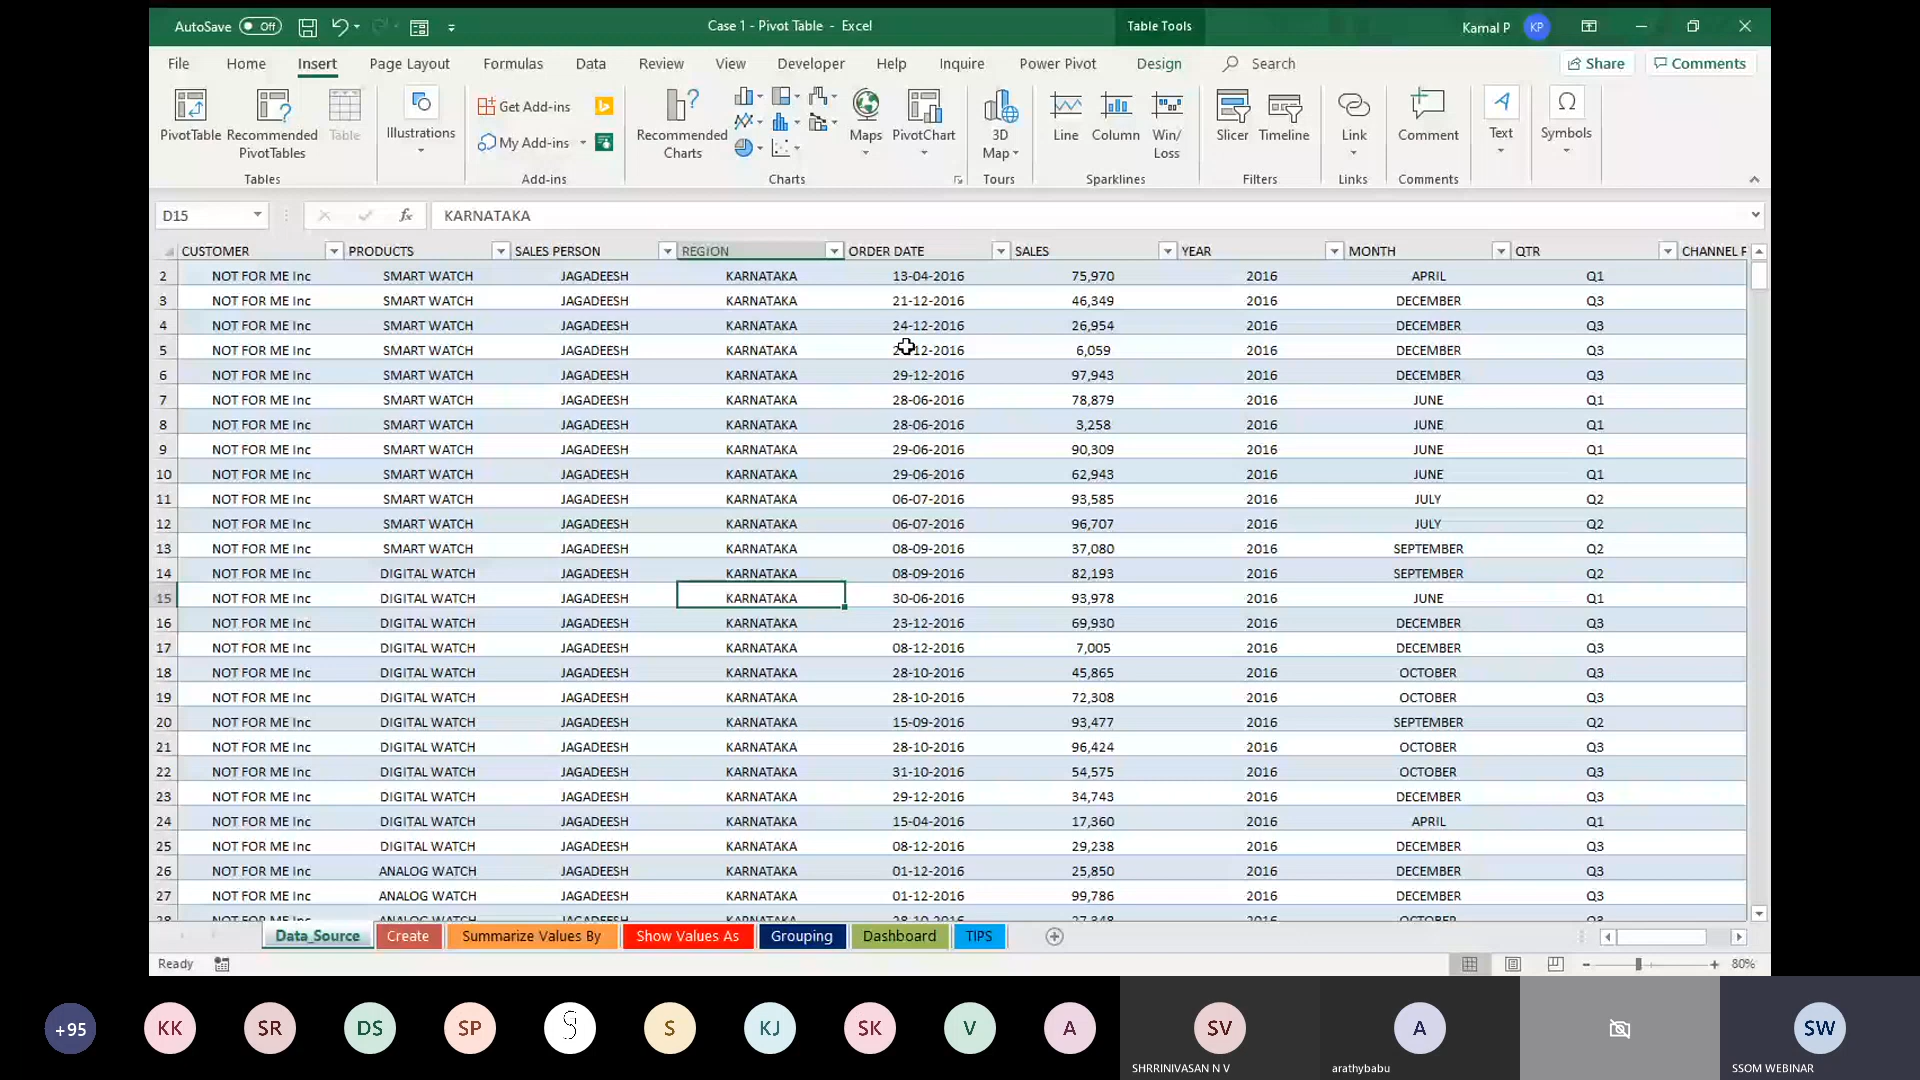 AutoSave Off Case 1 - Pivot Table - Excel Table Tools Kamal P KP
File Home Insert Page Layout Formulas Data Review View Developer Help Inquire Power Pivot Design Search Share Comments
PivotTable Recommended PivotTables Table Illustrations Get Add-ins My Add-ins Recommended Charts Maps PivotChart 3D Map Line Column Win/Loss Slicer Timeline Link Comment Text Symbols
Tables Add-ins Charts Tours Sparklines Filters Links Comments
D15 fx KARNATAKA
CUSTOMER PRODUCTS SALES PERSON REGION ORDER DATE SALES YEAR MONTH QTR CHANNEL
2 NOT FOR ME Inc SMART WATCH JAGADEESH KARNATAKA 13-04-2016 75,970 2016 APRIL Q1
3 NOT FOR ME Inc SMART WATCH JAGADEESH KARNATAKA 21-12-2016 46,349 2016 DECEMBER Q3
4 NOT FOR ME Inc SMART WATCH JAGADEESH KARNATAKA 24-12-2016 26,954 2016 DECEMBER Q3
5 NOT FOR ME Inc SMART WATCH JAGADEESH KARNATAKA 6,059 2016 DECEMBER Q3
6 NOT FOR ME Inc SMART WATCH JAGADEESH KARNATAKA 29-12-2016 97,943 2016 DECEMBER Q3
7 NOT FOR ME Inc SMART WATCH JAGADEESH KARNATAKA 28-06-2016 78,879 2016 JUNE Q1
8 NOT FOR ME Inc SMART WATCH JAGADEESH KARNATAKA 28-06-2016 3,258 2016 JUNE Q1
9 NOT FOR ME Inc SMART WATCH JAGADEESH KARNATAKA 29-06-2016 90,309 2016 JUNE Q1
10 NOT FOR ME Inc SMART WATCH JAGADEESH KARNATAKA 29-06-2016 62,943 2016 JUNE Q1
11 NOT FOR ME Inc SMART WATCH JAGADEESH KARNATAKA 06-07-2016 93,585 2016 JULY Q2
12 NOT FOR ME Inc SMART WATCH JAGADEESH KARNATAKA 06-07-2016 96,707 2016 JULY Q2
13 NOT FOR ME Inc SMART WATCH JAGADEESH KARNATAKA 08-09-2016 37,080 2016 SEPTEMBER Q2
14 NOT FOR ME Inc DIGITAL WATCH JAGADEESH KARNATAKA 08-09-2016 82,193 2016 SEPTEMBER Q2
15 NOT FOR ME Inc DIGITAL WATCH JAGADEESH KARNATAKA 30-06-2016 93,978 2016 JUNE Q1
16 NOT FOR ME Inc DIGITAL WATCH JAGADEESH KARNATAKA 23-12-2016 69,930 2016 DECEMBER Q3
17 NOT FOR ME Inc DIGITAL WATCH JAGADEESH KARNATAKA 08-12-2016 7,005 2016 DECEMBER Q3
18 NOT FOR ME Inc DIGITAL WATCH JAGADEESH KARNATAKA 28-10-2016 45,865 2016 OCTOBER Q3
19 NOT FOR ME Inc DIGITAL WATCH JAGADEESH KARNATAKA 28-10-2016 72,308 2016 OCTOBER Q3
20 NOT FOR ME Inc DIGITAL WATCH JAGADEESH KARNATAKA 15-09-2016 93,477 2016 SEPTEMBER Q2
21 NOT FOR ME Inc DIGITAL WATCH JAGADEESH KARNATAKA 28-10-2016 96,424 2016 OCTOBER Q3
22 NOT FOR ME Inc DIGITAL WATCH JAGADEESH KARNATAKA 31-10-2016 54,575 2016 OCTOBER Q3
23 NOT FOR ME Inc DIGITAL WATCH JAGADEESH KARNATAKA 29-12-2016 34,743 2016 DECEMBER Q3
24 NOT FOR ME Inc DIGITAL WATCH JAGADEESH KARNATAKA 15-04-2016 17,360 2016 APRIL Q1
25 NOT FOR ME Inc DIGITAL WATCH JAGADEESH KARNATAKA 08-12-2016 29,238 2016 DECEMBER Q3
26 NOT FOR ME Inc ANALOG WATCH JAGADEESH KARNATAKA 01-12-2016 25,850 2016 DECEMBER Q3
27 NOT FOR ME Inc ANALOG WATCH JAGADEESH KARNATAKA 01-12-2016 99,786 2016 DECEMBER Q3
28 NOT FOR ME Inc ANALOG WATCH JAGADEESH KARNATAKA 28-10-2016 27,348 2016 OCTOBER Q3
Data_Source Create Summarize Values By Show Values As Grouping Dashboard TIPS
Ready 80%
+95 KK SR DS SP S S KJ SK V A SV A SW
SHRRINIVASAN N V arathybabu SSOM WEBINAR